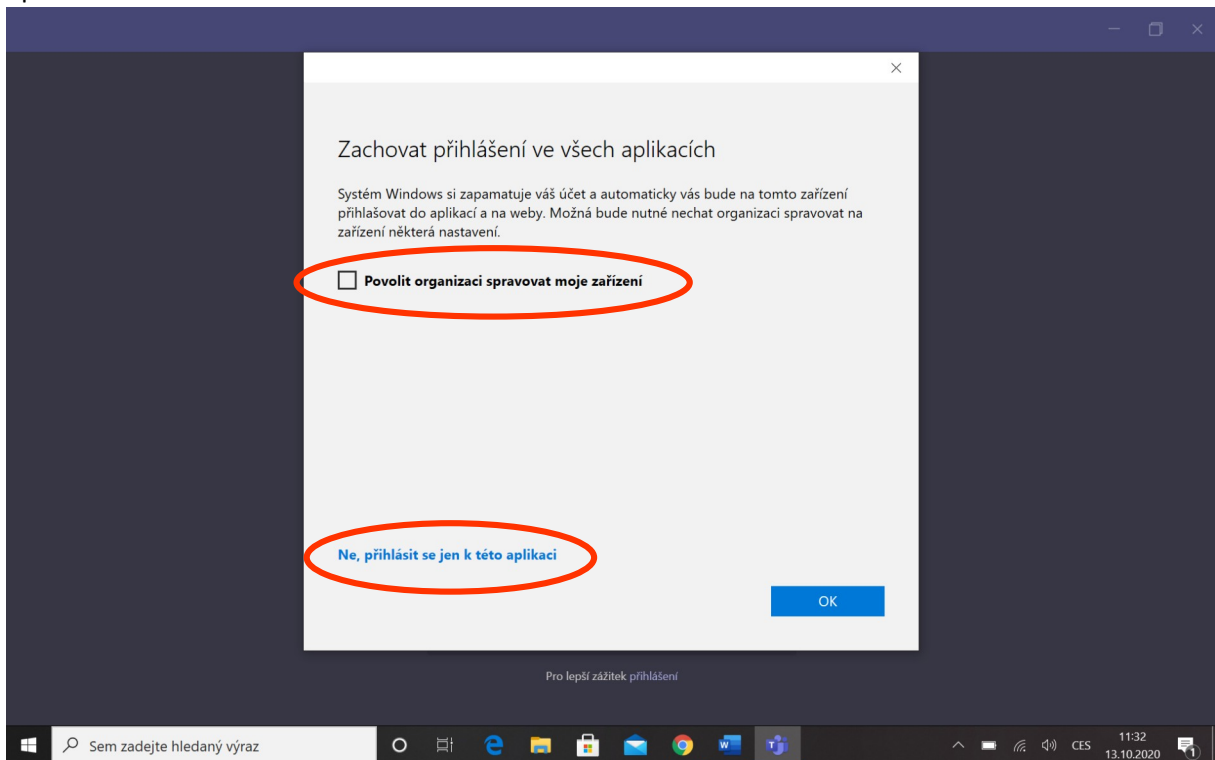 Zachovat přihlášení ve všech aplikacích
Systém Windows si zapamatuje váš účet a automaticky vás bude na tomto zařízení
přihlašovat do aplikací a na weby. Možná bude nutné nechat organizaci spravovat na
zařízení některá nastavení.
Povolit organizaci spravovat moje zařízení
Ne, přihlásit se jen k této aplikaci
OK
Pro lepší zážitek přihlášení
Sem zadejte hledaný výraz
CES
11:32
13.10.2020
1